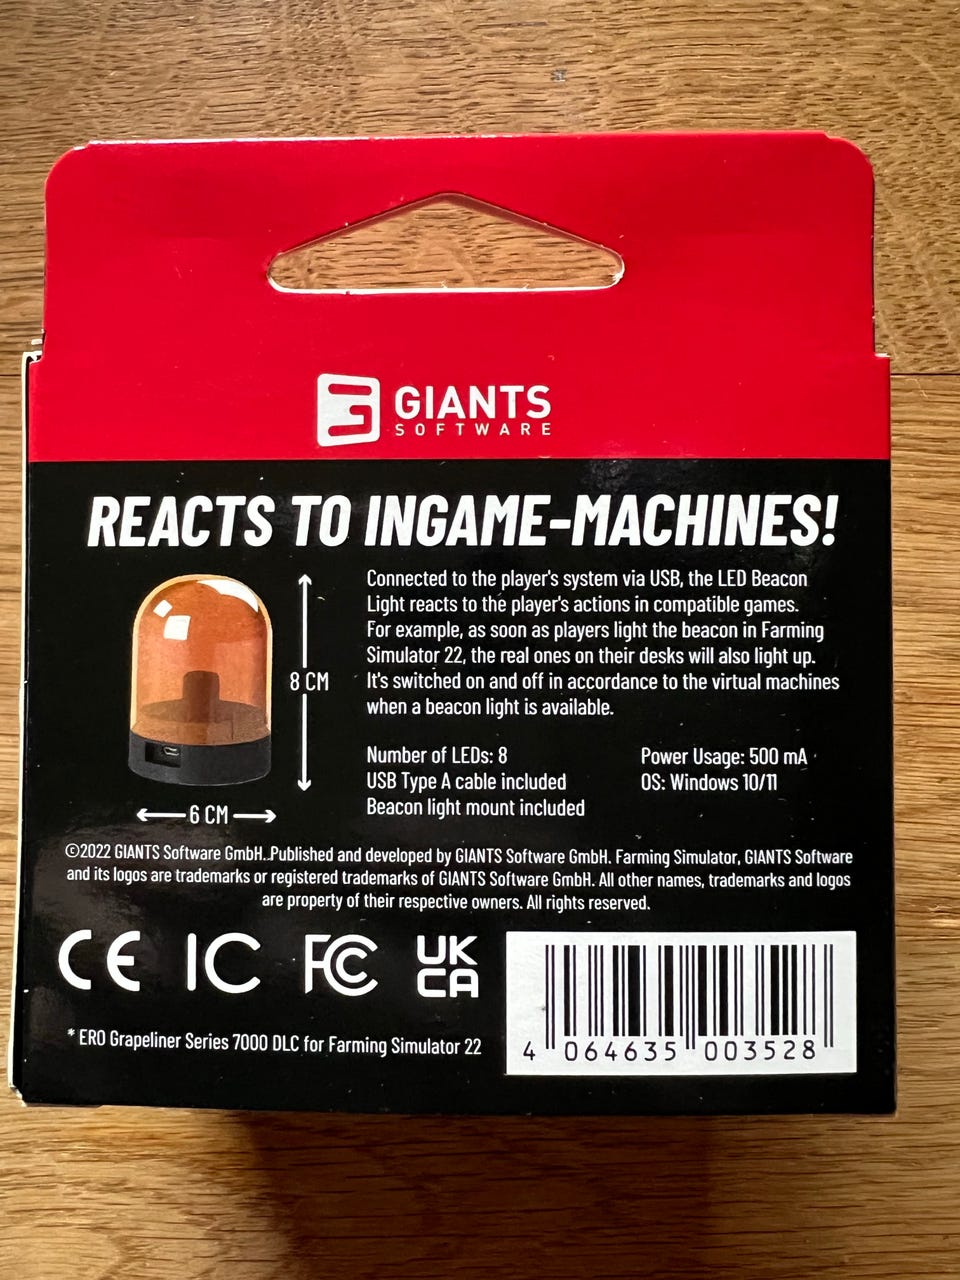 GIANTS
SOFTWARE
REACTS TO INGAME-MACHINES!
Connected to the player's system via USB, the LED Beacon
Light reacts to the player's actions in compatible games.
For example, as soon as players light the beacon in Farming
Simulator 22, the real ones on their desks will also light up.
It's switched on and off in accordance to the virtual machines
when a beacon light is available.
8 CM
6 CM
Number of LEDs: 8
USB Type A cable included
Beacon light mount included
Power Usage: 500 mA
OS: Windows 10/11
©2022 GIANTS Software GmbH. Published and developed by GIANTS Software GmbH. Farming Simulator, GIANTS Software
and its logos are trademarks or registered trademarks of GIANTS Software GmbH. All other names, trademarks and logos
are property of their respective owners. All rights reserved.
CE IC FC UK
CA
* ERO Grapeliner Series 7000 DLC for Farming Simulator 22
4 064635 003528